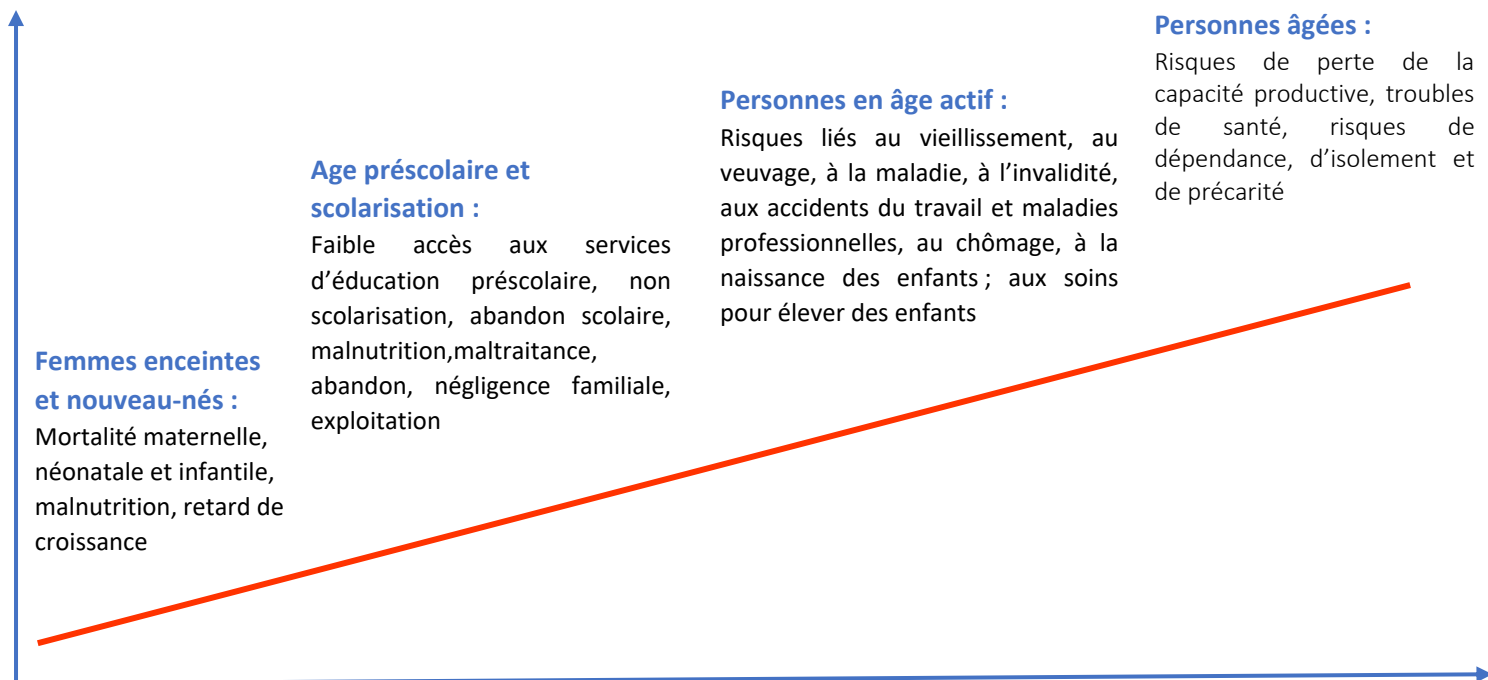 Femmes enceintes
et nouveau-nés :
Mortalité maternelle,
néonatale et infantile,
malnutrition, retard de
croissance
Age préscolaire et
scolarisation :
Faible accès aux services
d’éducation préscolaire, non
scolarisation, abandon scolaire,
malnutrition,maltraitance,
abandon, négligence familiale,
exploitation
Personnes en âge actif :
Risques liés au vieillissement, au
veuvage, à la maladie, à l’invalidité,
aux accidents du travail et maladies
professionnelles, au chômage, à la
naissance des enfants ; aux soins
pour élever des enfants
Personnes âgées :
Risques de perte de la
capacité productive, troubles
de santé, risques de
dépendance, d’isolement et
de précarité